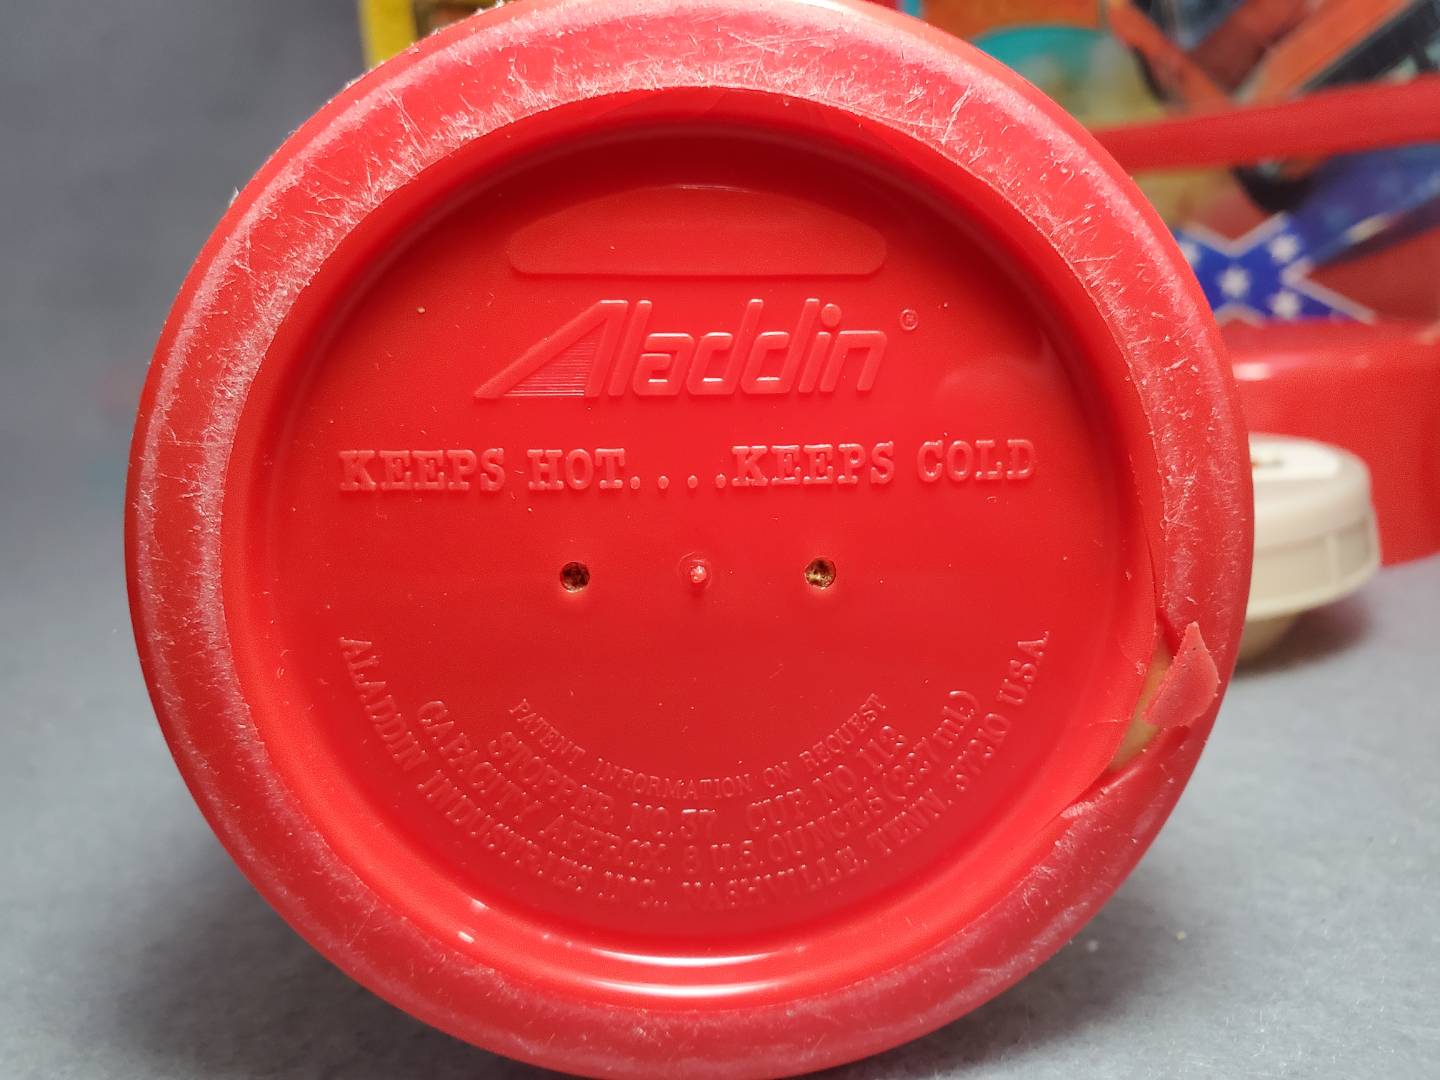 Aladdin ®
KEEPS HOT....KEEPS COLD
PATENT INFORMATION ON REQUEST
STOPPER NO. 37 CUP NO. 113
CAPACITY APPROX. 8 U.S. OUNCES (237 mL)
ALADDIN INDUSTRIES, INC., NASHVILLE, TENN. 37210 USA